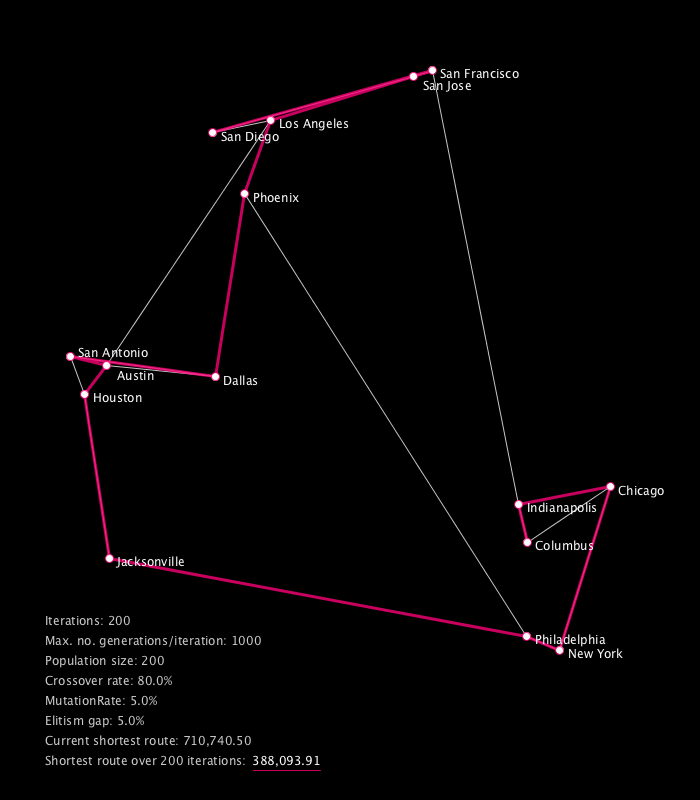 San Francisco
San Jose
Los Angeles
San Diego
Phoenix
San Antonio
Austin
Dallas
Houston
Chicago
Indianapolis
Columbus
Jacksonville
Philadelphia
New York
Iterations: 200
Max. no. generations/iteration: 1000
Population size: 200
Crossover rate: 80.0%
MutationRate: 5.0%
Elitism gap: 5.0%
Current shortest route: 710,740.50
Shortest route over 200 iterations: 388,093.91